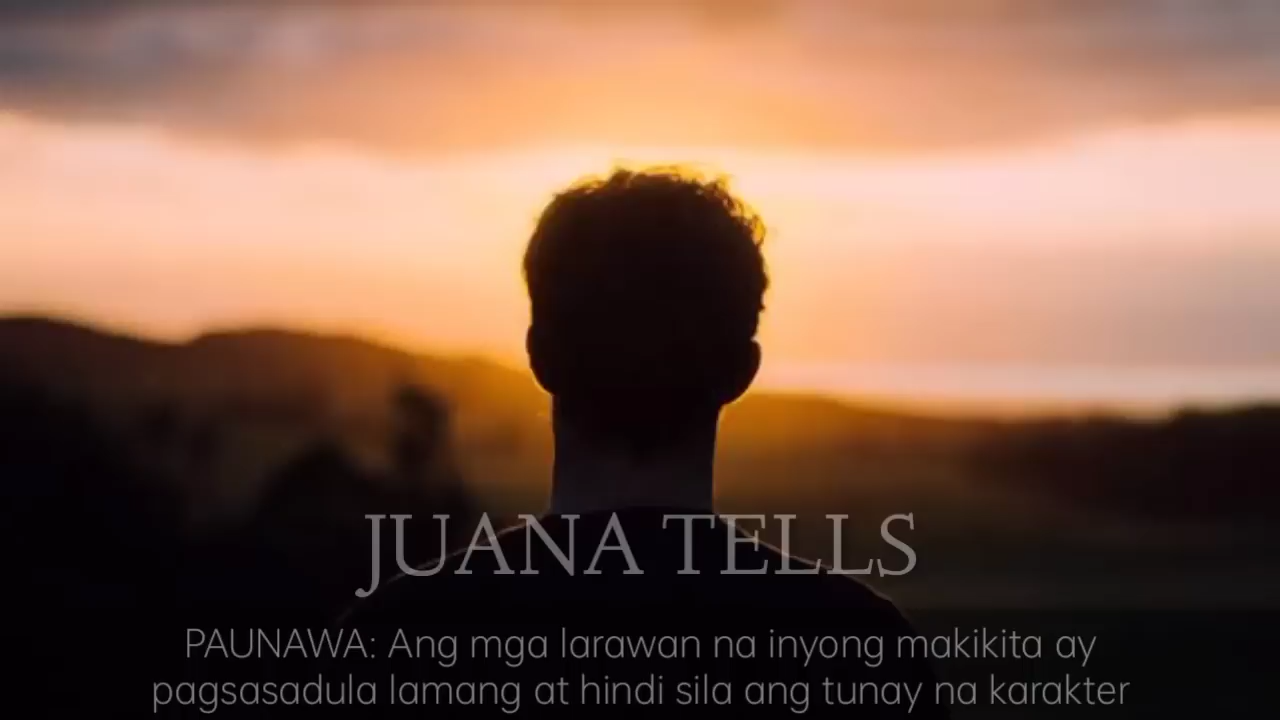 JUANA TELLS
PAUNAWA: Ang mga larawan na inyong makikita ay
pagsasadula lamang at hindi sila ang tunay na karakter